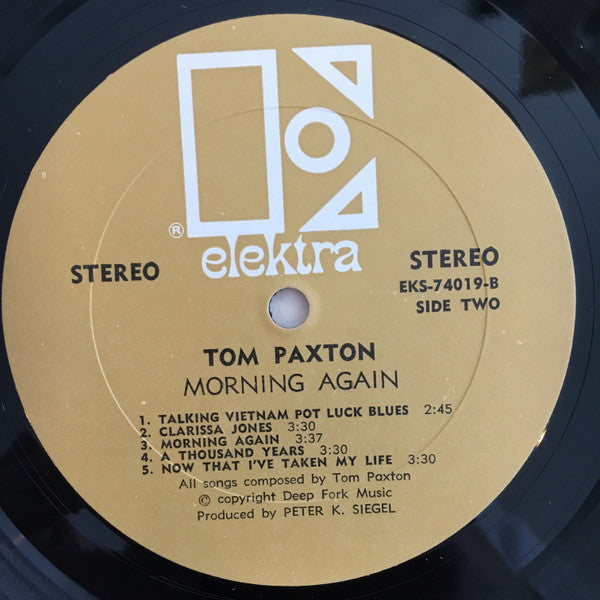 ® elektra
STEREO
STEREO
EKS-74019-B
SIDE TWO
TOM PAXTON
MORNING AGAIN
1. TALKING VIETNAM POT LUCK BLUES 2:45
2. CLARISSA JONES 3:30
3. MORNING AGAIN 3:37
4. A THOUSAND YEARS 3:30
5. NOW THAT I'VE TAKEN MY LIFE 3:30
All songs composed by Tom Paxton
© copyright Deep Fork Music
Produced by PETER K. SIEGEL